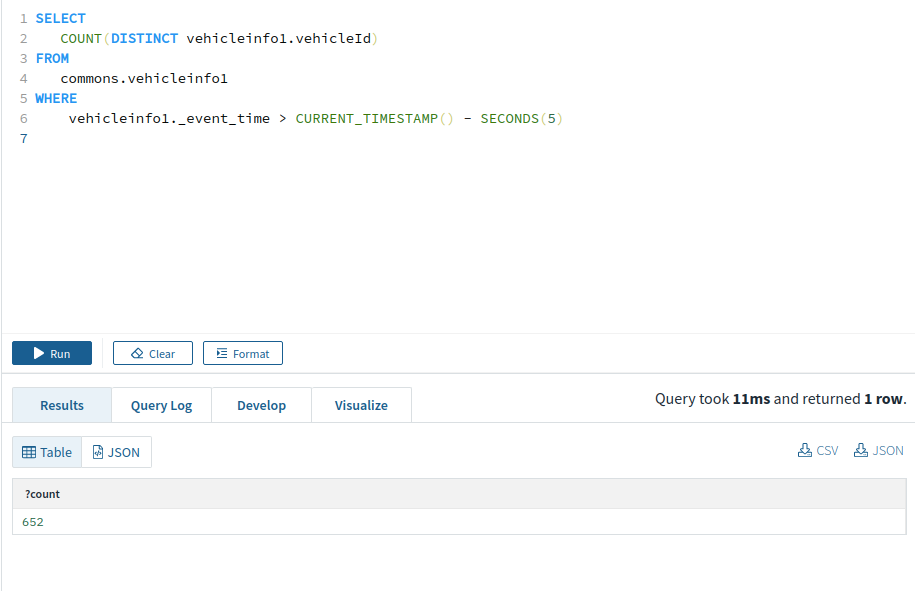 1 SELECT
2 COUNT(DISTINCT vehicleinfo1.vehicleId)
3 FROM
4 commons.vehicleinfo1
5 WHERE
6 vehicleinfo1._event_time > CURRENT_TIMESTAMP() - SECONDS(5)
7
Run Clear Format
Results Query Log Develop Visualize Query took 11ms and returned 1 row.
Table JSON CSV JSON
?count
652